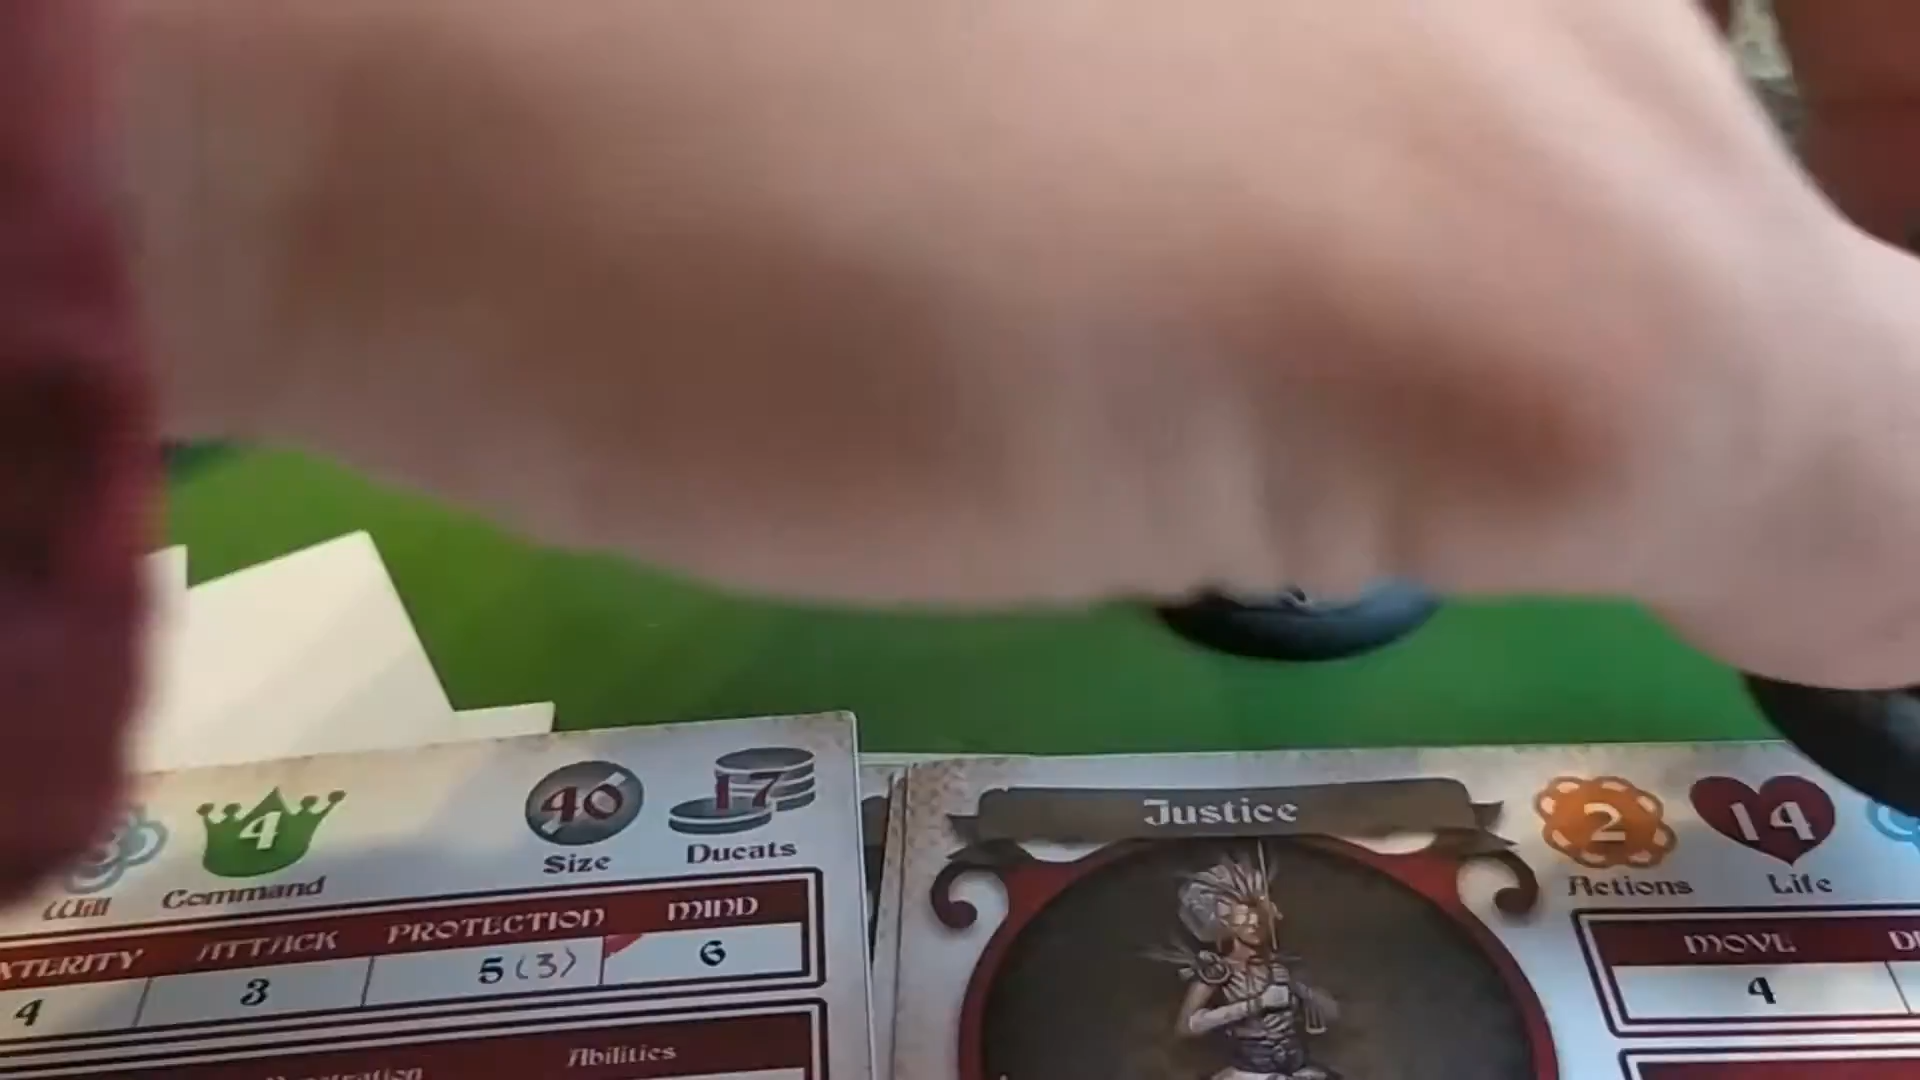 4 40 17
Will Command Size Ducats
ATTACK PROTECTION MIND
4 3 5 (3) 6
Abilities
Justice
2 14
Actions Life
MOVE
4